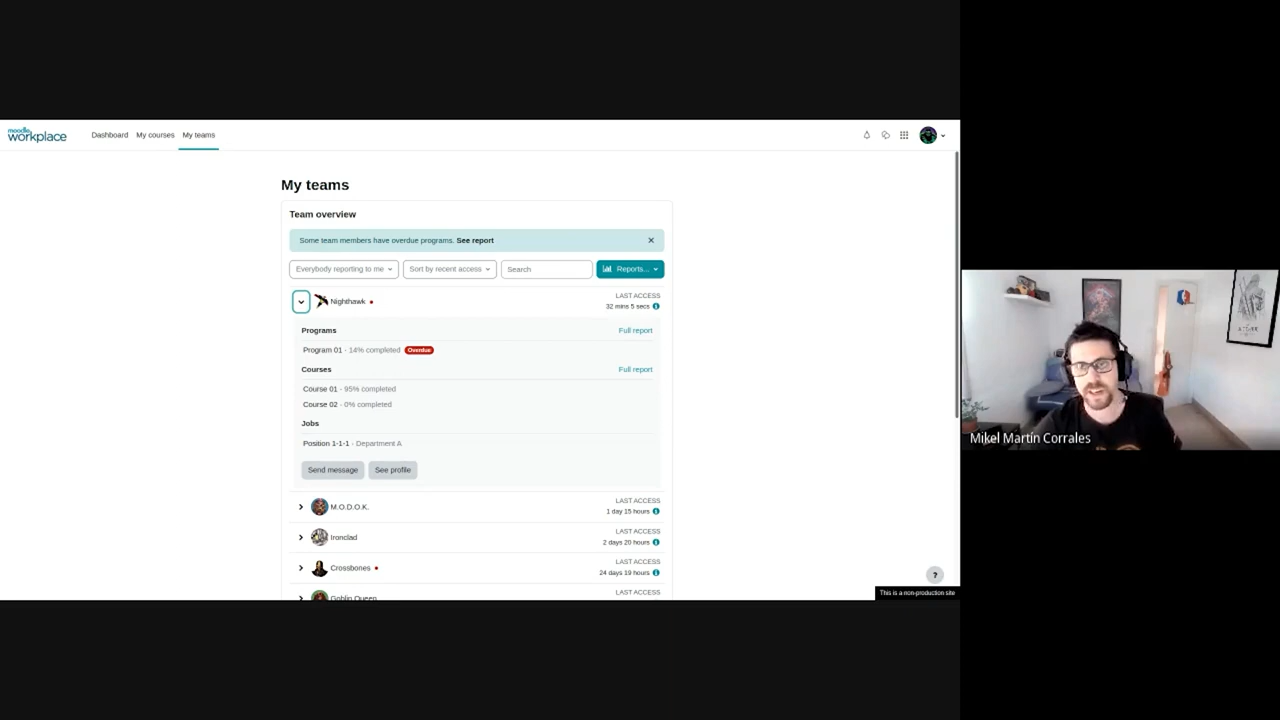 moodle
workplace
Dashboard My courses My teams
My teams
Team overview
Some team members have overdue programs. See report
Everybody reporting to me Sort by recent access Search Reports...
Nighthawk
LAST ACCESS
32 mins 5 secs
Programs Full report
Program 01 - 14% completed Overdue
Courses Full report
Course 01 - 95% completed
Course 02 - 0% completed
Jobs
Position 1-1-1 - Department A
Send message See profile
M.O.D.O.K.
LAST ACCESS
1 day 15 hours
Ironclad
LAST ACCESS
2 days 20 hours
Crossbones
LAST ACCESS
24 days 19 hours
Goblin Queen
LAST ACCESS
?
This is a non-production site
Mikel Martín Corrales